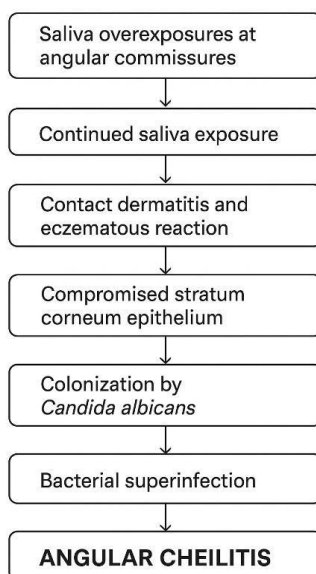 Saliva overexposures at
angular commissures
Continued saliva exposure
Contact dermatitis and
eczematous reaction
Compromised stratum
corneum epithelium
Colonization by
Candida albicans
Bacterial superinfection
ANGULAR CHEILITIS